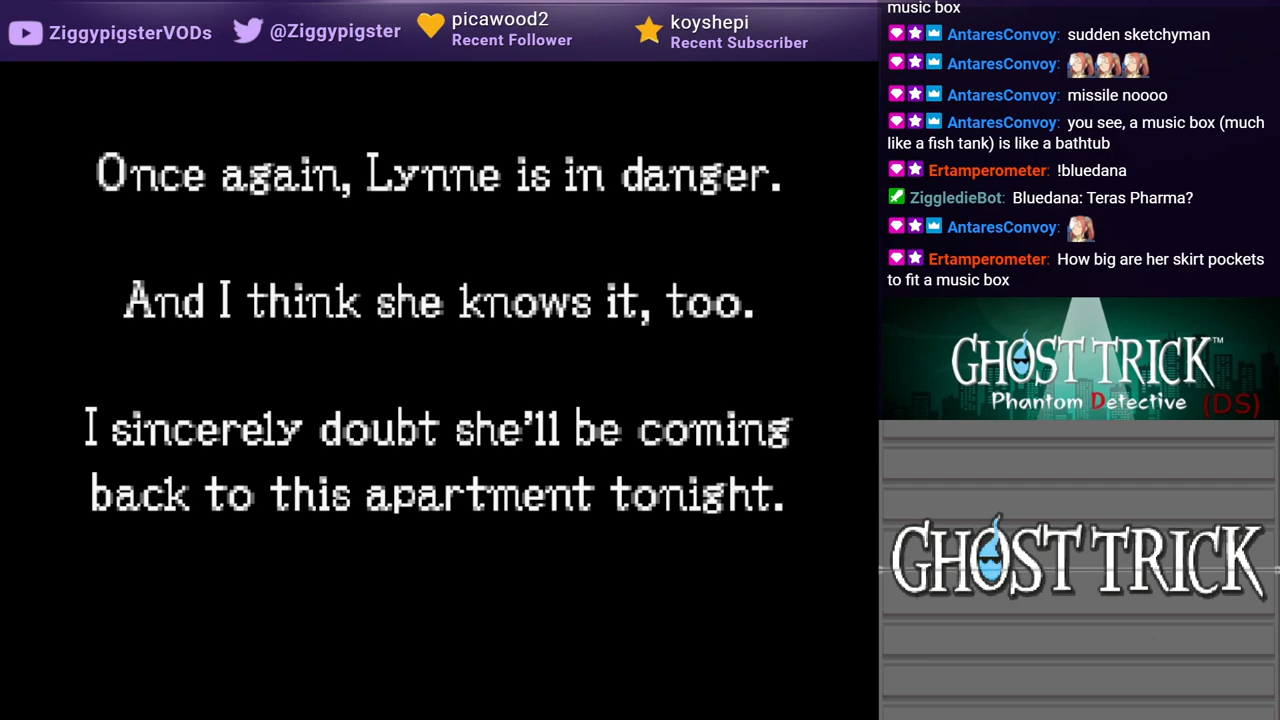 ZiggypigsterVODs
@Ziggypigster
picawood2
Recent Follower
koyshepi
Recent Subscriber
Once again, Lynne is in danger.
And I think she knows it, too.
I sincerely doubt she'll be coming
back to this apartment tonight.
music box
AntaresConvoy: sudden sketchyman
AntaresConvoy:
AntaresConvoy: missile noooo
AntaresConvoy: you see, a music box (much
like a fish tank) is like a bathtub
Ertamperometer: !bluedana
ZiggledieBot: Bluedana: Teras Pharma?
AntaresConvoy:
Ertamperometer: How big are her skirt pockets
to fit a music box
GHOST TRICK™
Phantom Detective (DS)
GHOST TRICK